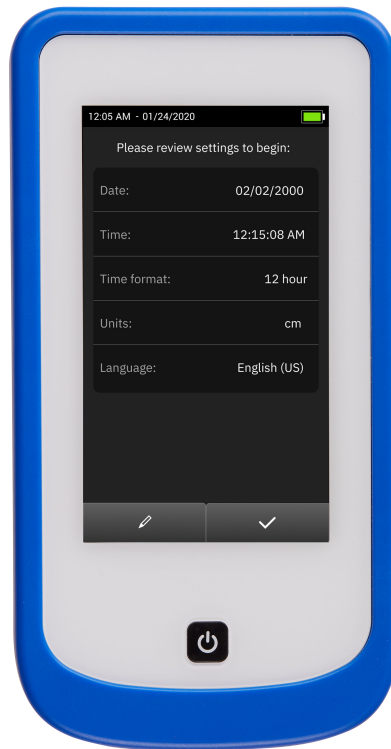 12:05 AM - 01/24/2020
Please review settings to begin:
Date: 02/02/2000
Time: 12:15:08 AM
Time format: 12 hour
Units: cm
Language: English (US)